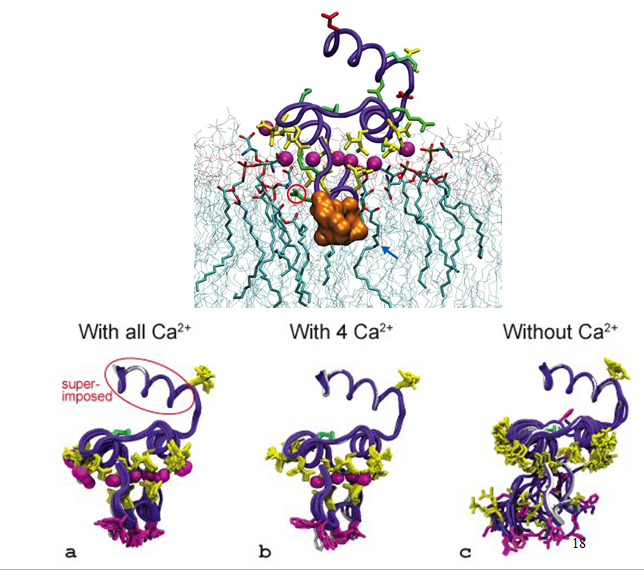 With all Ca²⁺
With 4 Ca²⁺
Without Ca²⁺
super-
imposed
a
b
c
18